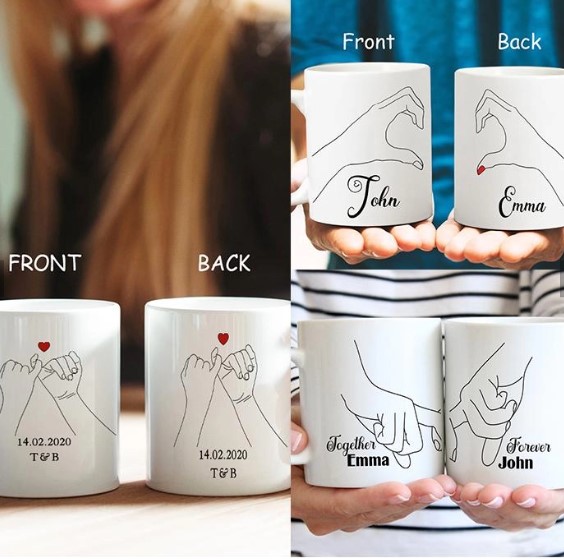 FRONT
BACK
14.02.2020
T & B
14.02.2020
T & B
Front
Back
John
Emma
Together
Emma
Forever
John